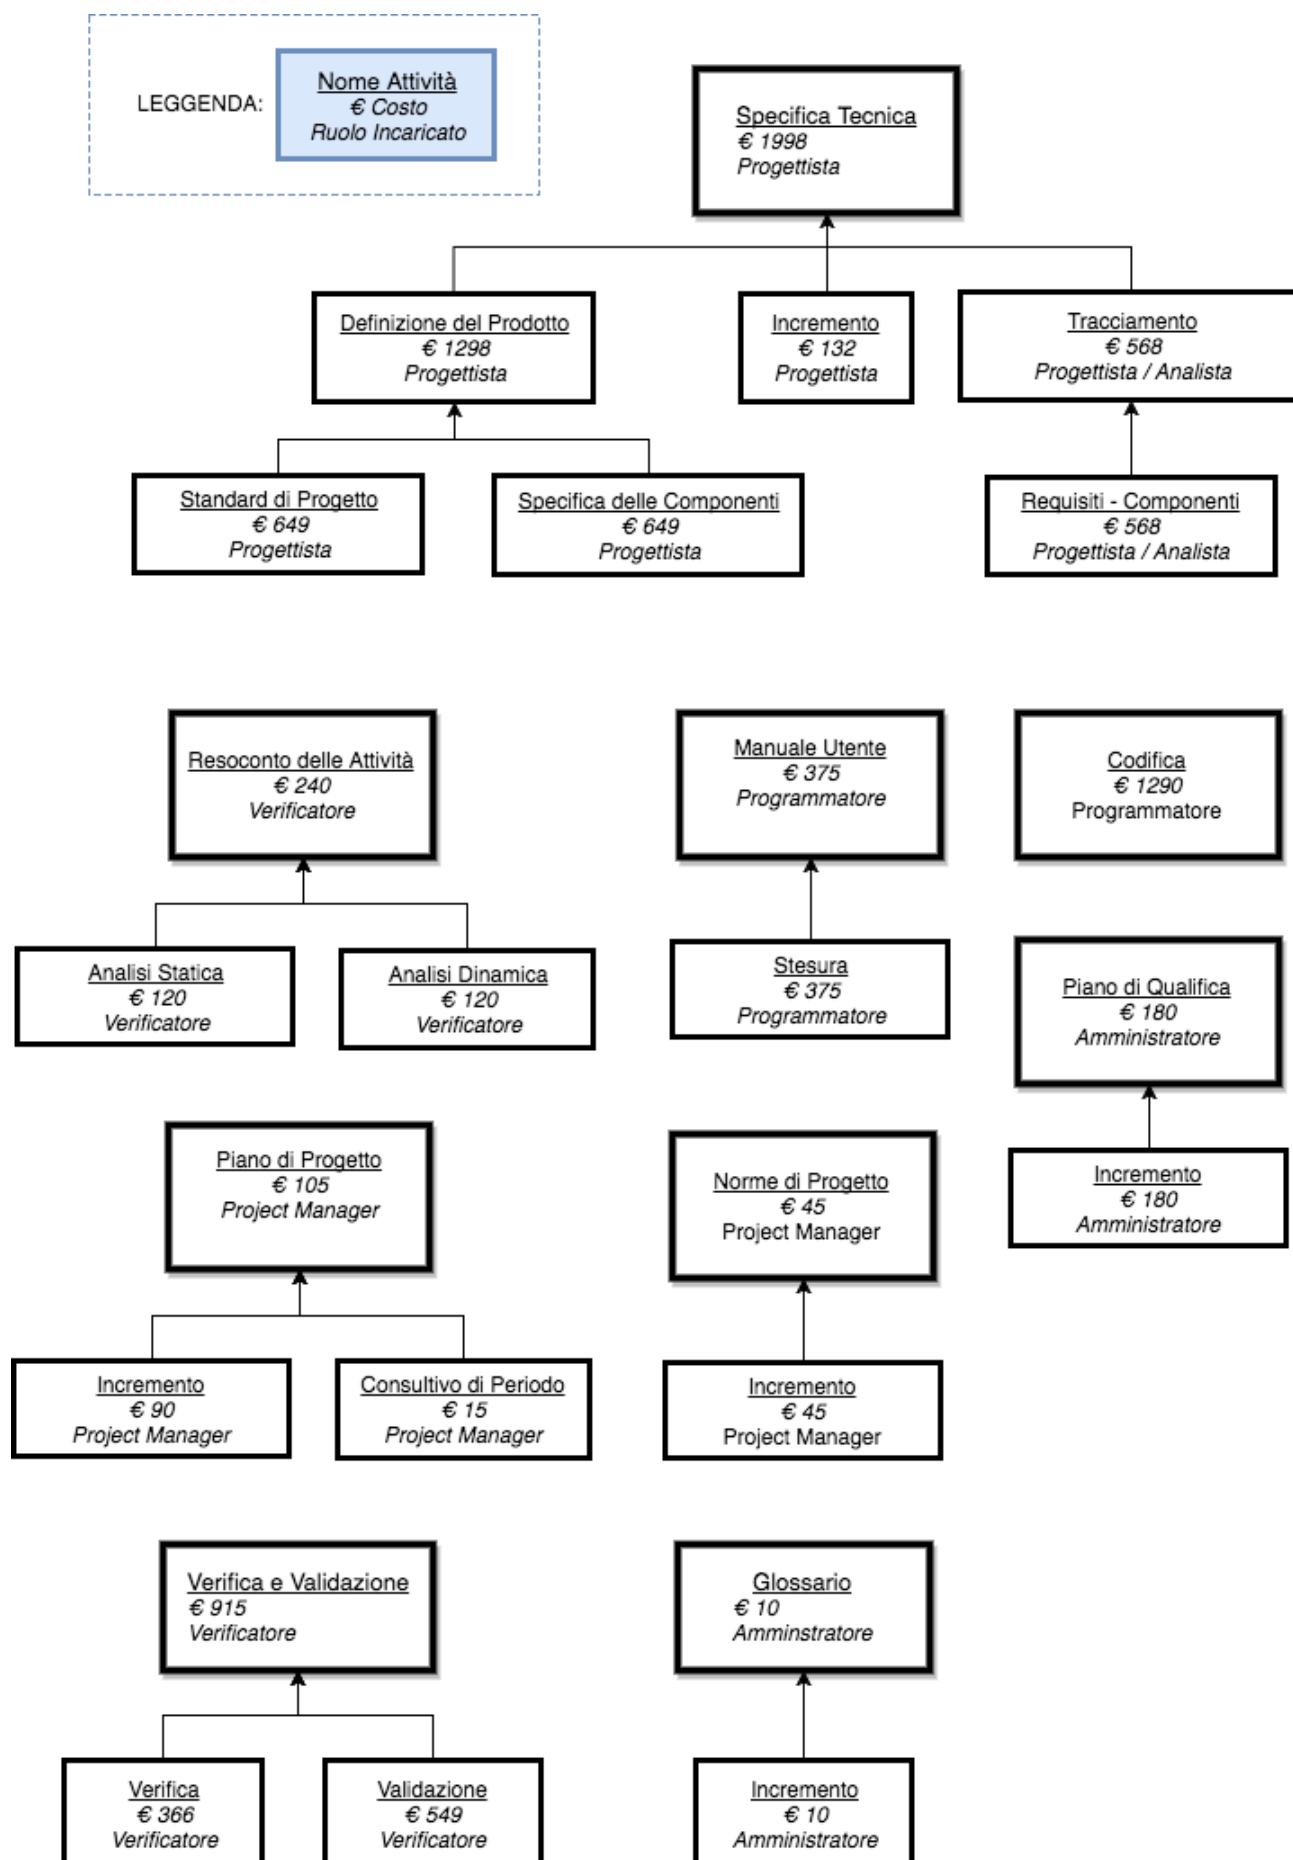 LEGGENDA:
Nome Attività
€ Costo
Ruolo Incaricato
Specifica Tecnica
€ 1998
Progettista
Definizione del Prodotto
€ 1298
Progettista
Incremento
€ 132
Progettista
Tracciamento
€ 568
Progettista / Analista
Standard di Progetto
€ 649
Progettista
Specifica delle Componenti
€ 649
Progettista
Requisiti - Componenti
€ 568
Progettista / Analista
Resoconto delle Attività
€ 240
Verificatore
Manuale Utente
€ 375
Programmatore
Codifica
€ 1290
Programmatore
Analisi Statica
€ 120
Verificatore
Analisi Dinamica
€ 120
Verificatore
Stesura
€ 375
Programmatore
Piano di Qualifica
€ 180
Amministratore
Piano di Progetto
€ 105
Project Manager
Norme di Progetto
€ 45
Project Manager
Incremento
€ 180
Amministratore
Incremento
€ 90
Project Manager
Consultivo di Periodo
€ 15
Project Manager
Incremento
€ 45
Project Manager
Verifica e Validazione
€ 915
Verificatore
Glossario
€ 10
Amminstratore
Verifica
€ 366
Verificatore
Validazione
€ 549
Verificatore
Incremento
€ 10
Amministratore